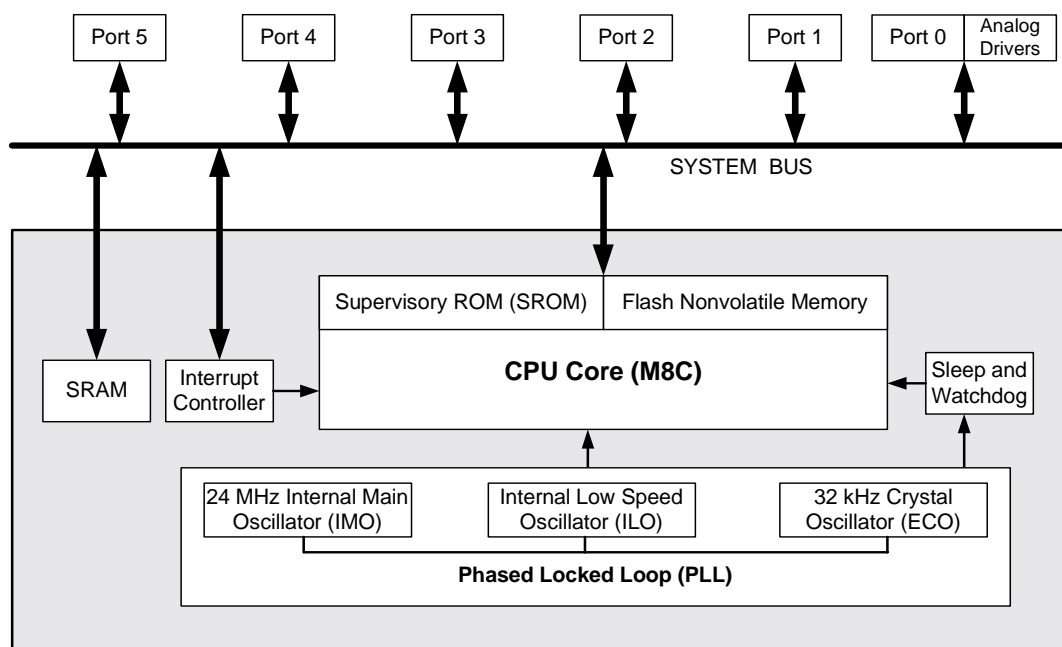 Port 5
Port 4
Port 3
Port 2
Port 1
Port 0
Analog
Drivers
SYSTEM BUS
Supervisory ROM (SROM)
Flash Nonvolatile Memory
CPU Core (M8C)
SRAM
Interrupt
Controller
Sleep and
Watchdog
24 MHz Internal Main
Oscillator (IMO)
Internal Low Speed
Oscillator (ILO)
32 kHz Crystal
Oscillator (ECO)
Phased Locked Loop (PLL)